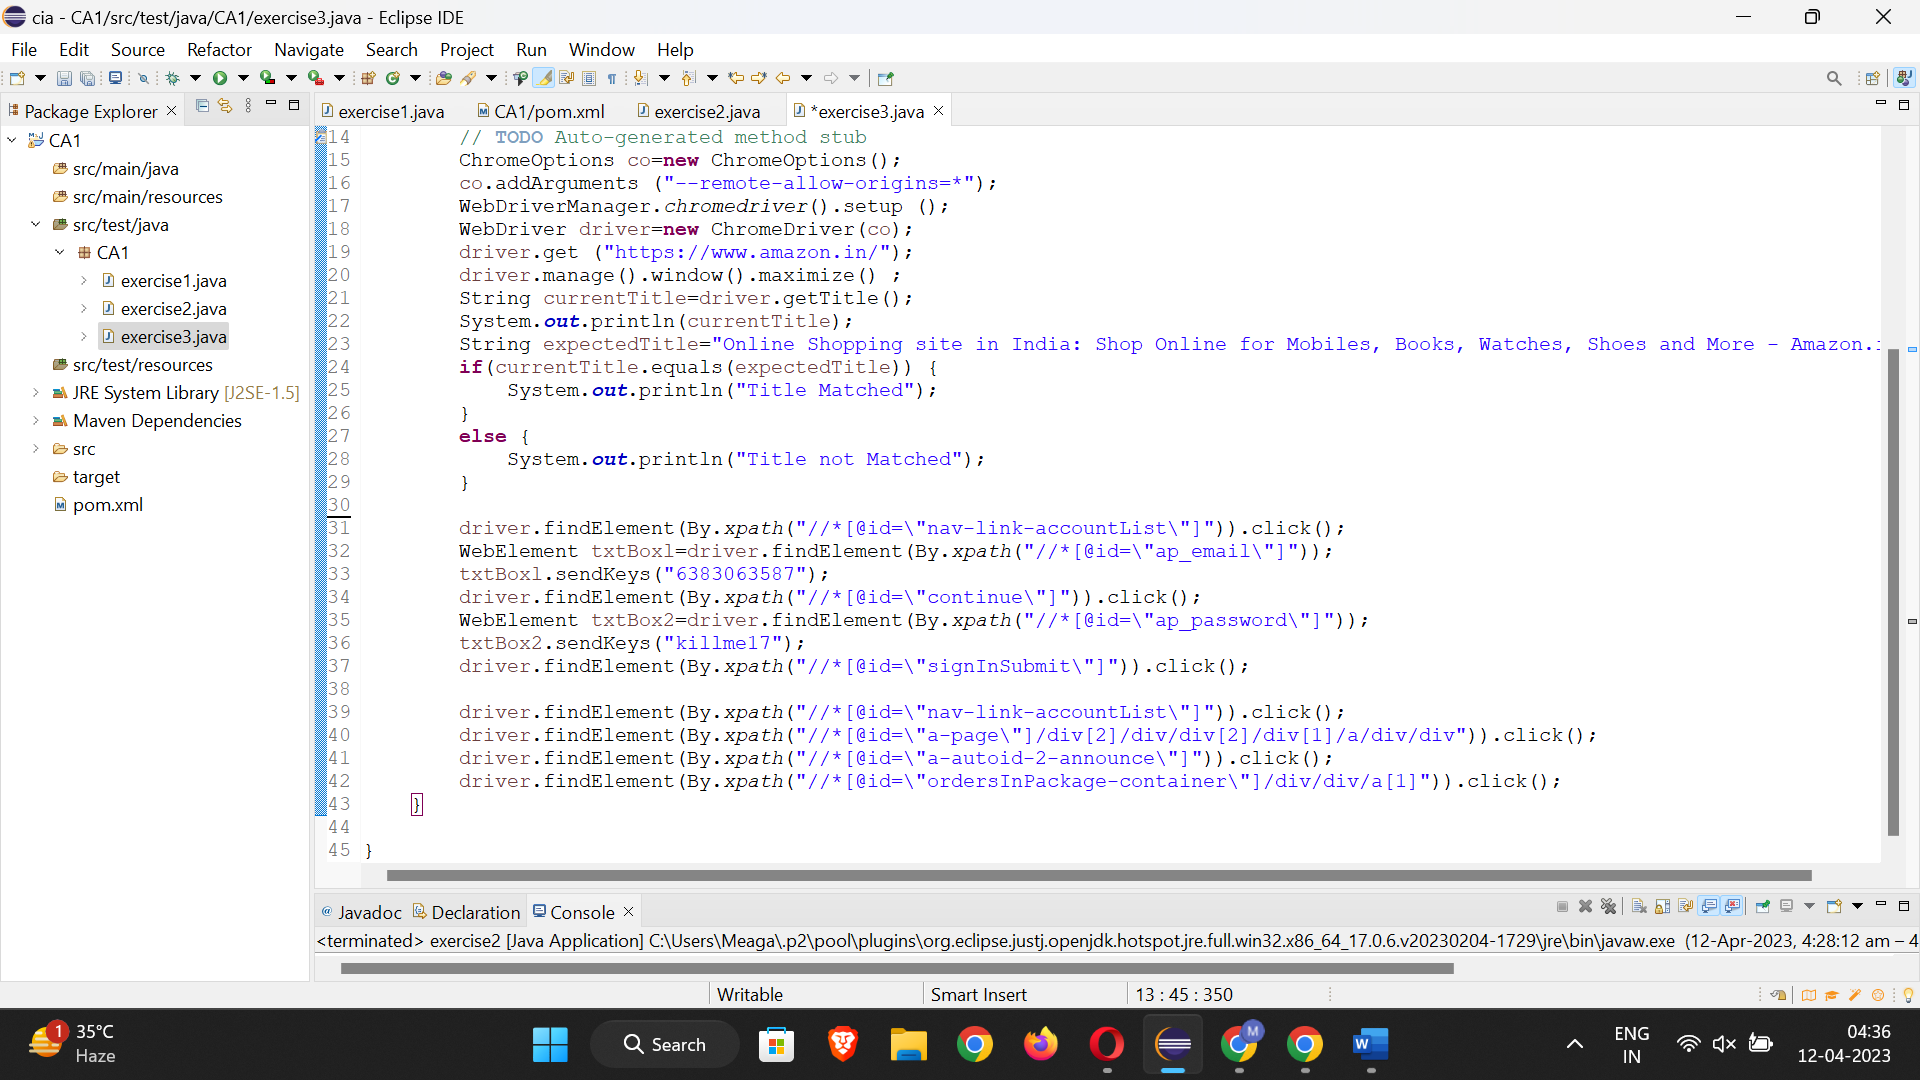 cia - CA1/src/test/java/CA1/exercise3.java - Eclipse IDE
File Edit Source Refactor Navigate Search Project Run Window Help
Package Explorer
exercise1.java CA1/pom.xml exercise2.java *exercise3.java
CA1
src/main/java
src/main/resources
src/test/java
CA1
exercise1.java
exercise2.java
exercise3.java
src/test/resources
JRE System Library [J2SE-1.5]
Maven Dependencies
src
target
pom.xml
14 // TODO Auto-generated method stub
15 ChromeOptions co=new ChromeOptions();
16 co.addArguments ("--remote-allow-origins=*");
17 WebDriverManager.chromedriver().setup ();
18 WebDriver driver=new ChromeDriver(co);
19 driver.get ("https://www.amazon.in/");
20 driver.manage().window().maximize() ;
21 String currentTitle=driver.getTitle();
22 System.out.println(currentTitle);
23 String expectedTitle="Online Shopping site in India: Shop Online for Mobiles, Books, Watches, Shoes and More - Amazon.
24 if(currentTitle.equals(expectedTitle)) {
25 System.out.println("Title Matched");
26 }
27 else {
28 System.out.println("Title not Matched");
29 }
30
31 driver.findElement(By.xpath("//*[@id=\"nav-link-accountList\"]")).click();
32 WebElement txtBoxl=driver.findElement(By.xpath("//*[@id=\"ap_email\"]"));
33 txtBoxl.sendKeys("6383063587");
34 driver.findElement(By.xpath("//*[@id=\"continue\"]")).click();
35 WebElement txtBox2=driver.findElement(By.xpath("//*[@id=\"ap_password\"]"));
36 txtBox2.sendKeys("killme17");
37 driver.findElement(By.xpath("//*[@id=\"signInSubmit\"]")).click();
38
39 driver.findElement(By.xpath("//*[@id=\"nav-link-accountList\"]")).click();
40 driver.findElement(By.xpath("//*[@id=\"a-page\"]/div[2]/div/div[2]/div[1]/a/div/div")).click();
41 driver.findElement(By.xpath("//*[@id=\"a-autoid-2-announce\"]")).click();
42 driver.findElement(By.xpath("//*[@id=\"ordersInPackage-container\"]/div/div/a[1]")).click();
43 }
44
45 }
Javadoc Declaration Console
<terminated> exercise2 [Java Application] C:\Users\Meaga\.p2\pool\plugins\org.eclipse.justj.openjdk.hotspot.jre.full.win32.x86_64_17.0.6.v20230204-1729\jre\bin\javaw.exe (12-Apr-2023, 4:28:12 am – 4
Writable Smart Insert 13 : 45 : 350
1 35°C
Haze
Search
M
W
ENG
IN
04:36
12-04-2023